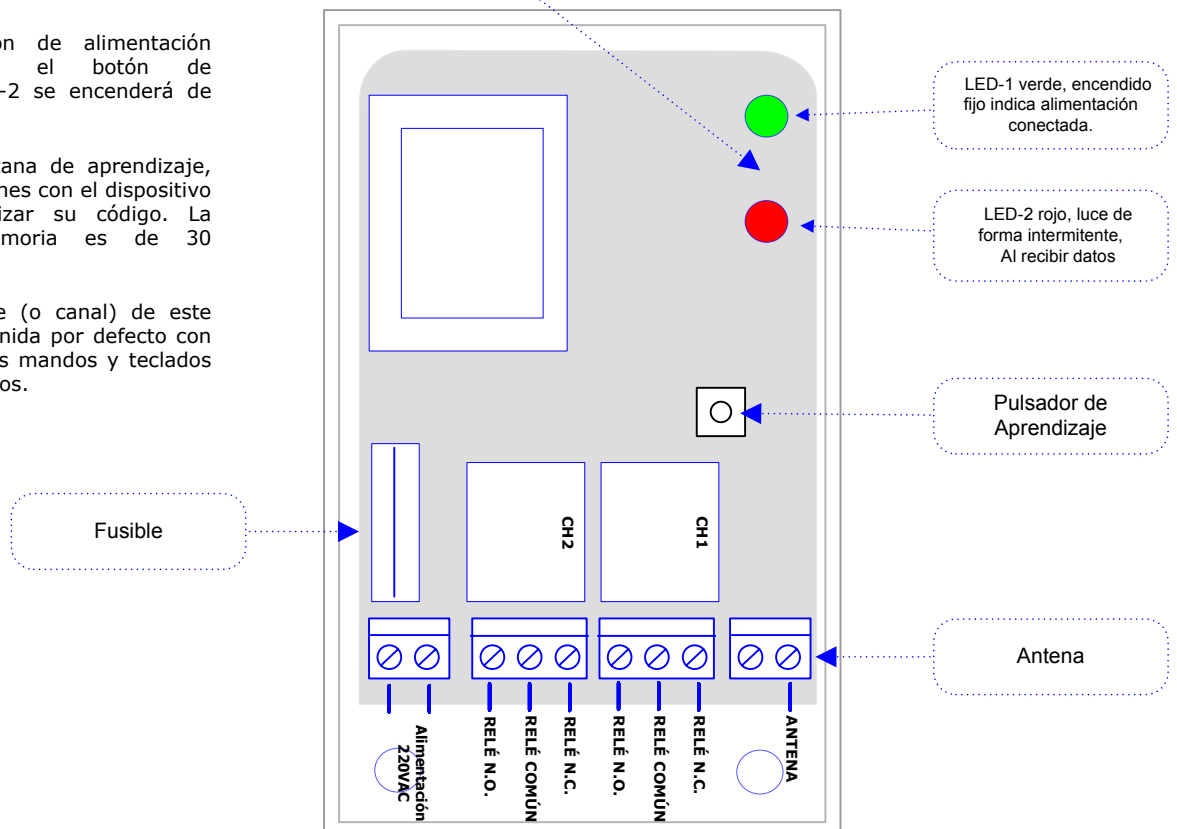 ón de alimentación
el botón de
-2 se encenderá de
tana de aprendizaje,
nes con el dispositivo
izar su código. La
moria es de 30
e (o canal) de este
nida por defecto con
s mandos y teclados
os.
LED-1 verde, encendido
fijo indica alimentación
conectada.
LED-2 rojo, luce de
forma intermitente,
Al recibir datos
Pulsador de
Aprendizaje
Fusible
CH2
CH1
Antena
Alimentación
220VAC
RELÉ N.O.
RELÉ COMÚN
RELÉ N.C.
RELÉ N.O.
RELÉ COMÚN
RELÉ N.C.
ANTENA